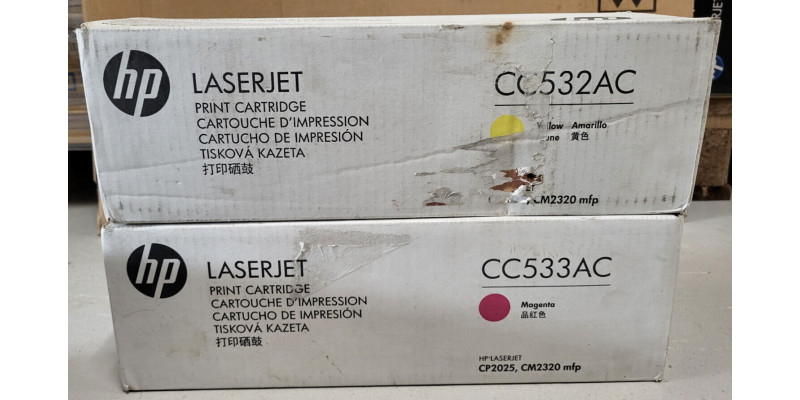 hp
LASERJET
PRINT CARTRIDGE
CARTOUCHE D'IMPRESSION
CARTUCHO DE IMPRESIÓN
TISKOVÁ KAZETA
打印硒鼓
CC532AC
Amarillo
黄色
CM2320 mfp
hp
LASERJET
PRINT CARTRIDGE
CARTOUCHE D'IMPRESSION
CARTUCHO DE IMPRESIÓN
TISKOVÁ KAZETA
打印硒鼓
CC533AC
Magenta
品红色
HP LASERJET
CP2025, CM2320 mfp